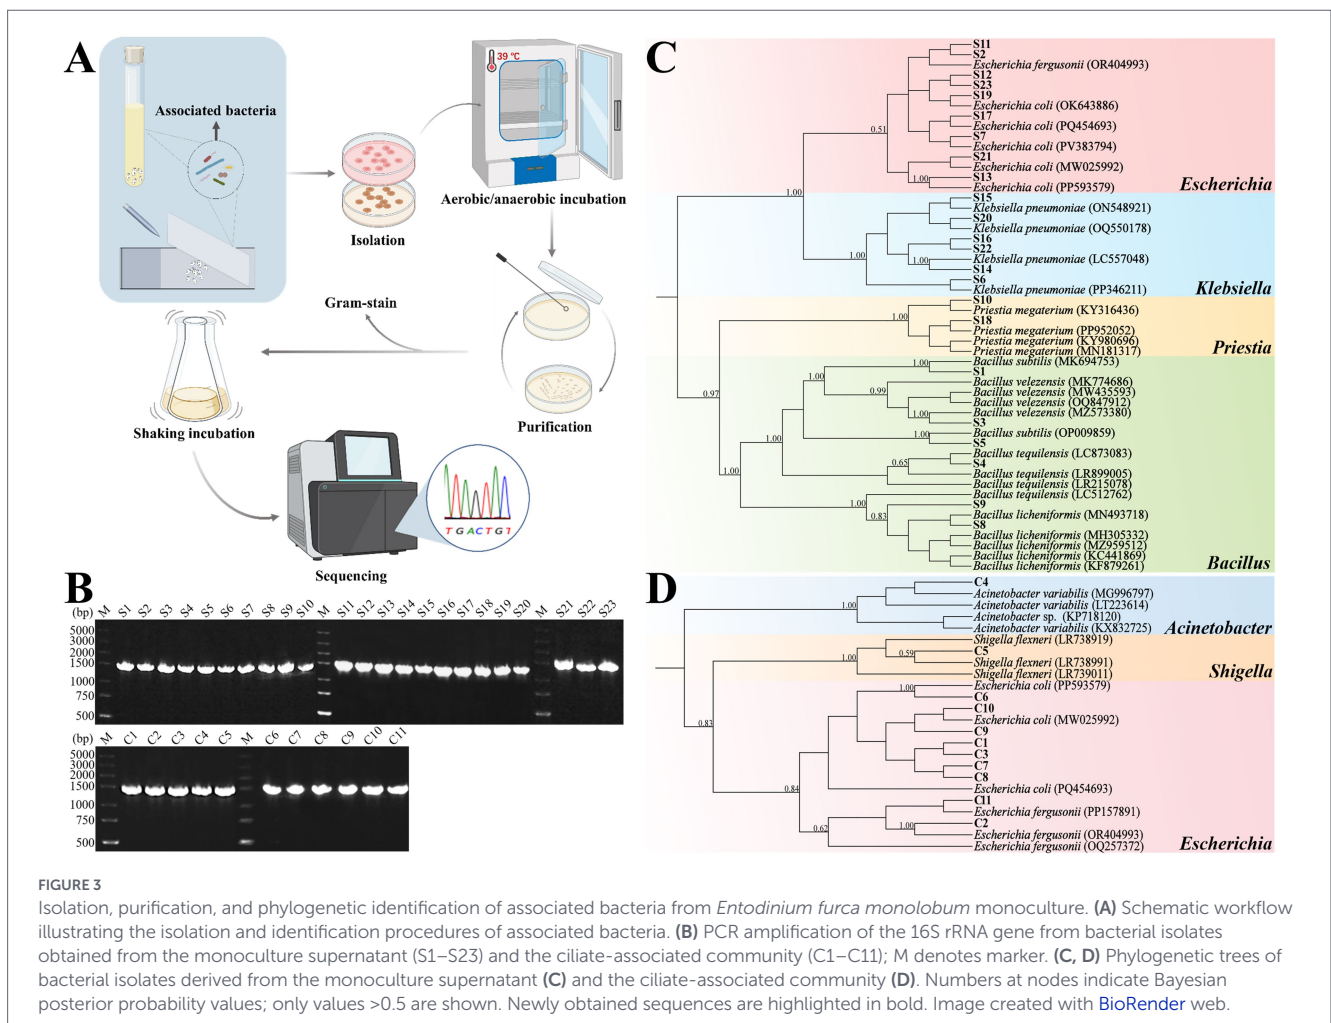 A
Associated bacteria
Isolation
39 °C
Aerobic/anaerobic incubation
Purification
Gram-stain
Shaking incubation
Sequencing
TGACTGT
B
(bp) M S1 S2 S3 S4 S5 S6 S7 S8 S9 S10 M S11 S12 S13 S14 S15 S16 S17 S18 S19 S20 M S21 S22 S23
5000
3000
2000
1500
1000
750
500
(bp) M C1 C2 C3 C4 C5 M C6 C7 C8 C9 C10 C11
5000
3000
2000
1500
1000
750
500
C
S11
S2
Escherichia fergusonii (OR404993)
S12
S23
S19
Escherichia coli (OK643886)
S17
Escherichia coli (PQ454693)
0.51
S7
Escherichia coli (PV383794)
S21
Escherichia coli (MW025992)
1.00 S13
Escherichia coli (PP593579)
Escherichia
1.00
S15
Klebsiella pneumoniae (ON548921)
S20
Klebsiella pneumoniae (OQ550178)
S16
S22
1.00 1.00 Klebsiella pneumoniae (LC557048)
S14
S6
Klebsiella pneumoniae (PP346211)
Klebsiella
S10
Priestia megaterium (KY316436)
1.00 S18
Priestia megaterium (PP952052)
Priestia megaterium (KY980696)
Priestia megaterium (MN181317)
Priestia
0.97
Bacillus subtilis (MK694753)
1.00 S1
1.00 Bacillus velezensis (MK774686)
0.99 Bacillus velezensis (MW435593)
Bacillus velezensis (OQ847912)
Bacillus velezensis (MZ573380)
1.00 S3
Bacillus subtilis (OP009859)
1.00 1.00 S5
Bacillus tequilensis (LC873083)
0.65 S4
1.00 Bacillus tequilensis (LR899005)
Bacillus tequilensis (LR215078)
Bacillus tequilensis (LC512762)
1.00 S9
0.83 Bacillus licheniformis (MN493718)
S8
Bacillus licheniformis (MH305332)
Bacillus licheniformis (MZ959512)
Bacillus licheniformis (KC441869)
Bacillus licheniformis (KF879261)
Bacillus
D
C4
Acinetobacter variabilis (MG996797)
1.00 Acinetobacter variabilis (LT223614)
Acinetobacter sp. (KP718120)
Acinetobacter variabilis (KX832725)
Acinetobacter
Shigella flexneri (LR738919)
1.00 0.59 C5
Shigella flexneri (LR738991)
Shigella flexneri (LR739011)
Shigella
0.83
Escherichia coli (PP593579)
1.00 C6
C10
Escherichia coli (MW025992)
C9
C1
C3
C7
C8
0.84 Escherichia coli (PQ454693)
C11
Escherichia fergusonii (PP157891)
0.62 1.00 C2
Escherichia fergusonii (OR404993)
Escherichia fergusonii (OQ257372)
Escherichia
FIGURE 3
Isolation, purification, and phylogenetic identification of associated bacteria from Entodinium furca monolobum monoculture. (A) Schematic workflow
illustrating the isolation and identification procedures of associated bacteria. (B) PCR amplification of the 16S rRNA gene from bacterial isolates
obtained from the monoculture supernatant (S1–S23) and the ciliate-associated community (C1–C11); M denotes marker. (C, D) Phylogenetic trees of
bacterial isolates derived from the monoculture supernatant (C) and the ciliate-associated community (D). Numbers at nodes indicate Bayesian
posterior probability values; only values >0.5 are shown. Newly obtained sequences are highlighted in bold. Image created with BioRender web.